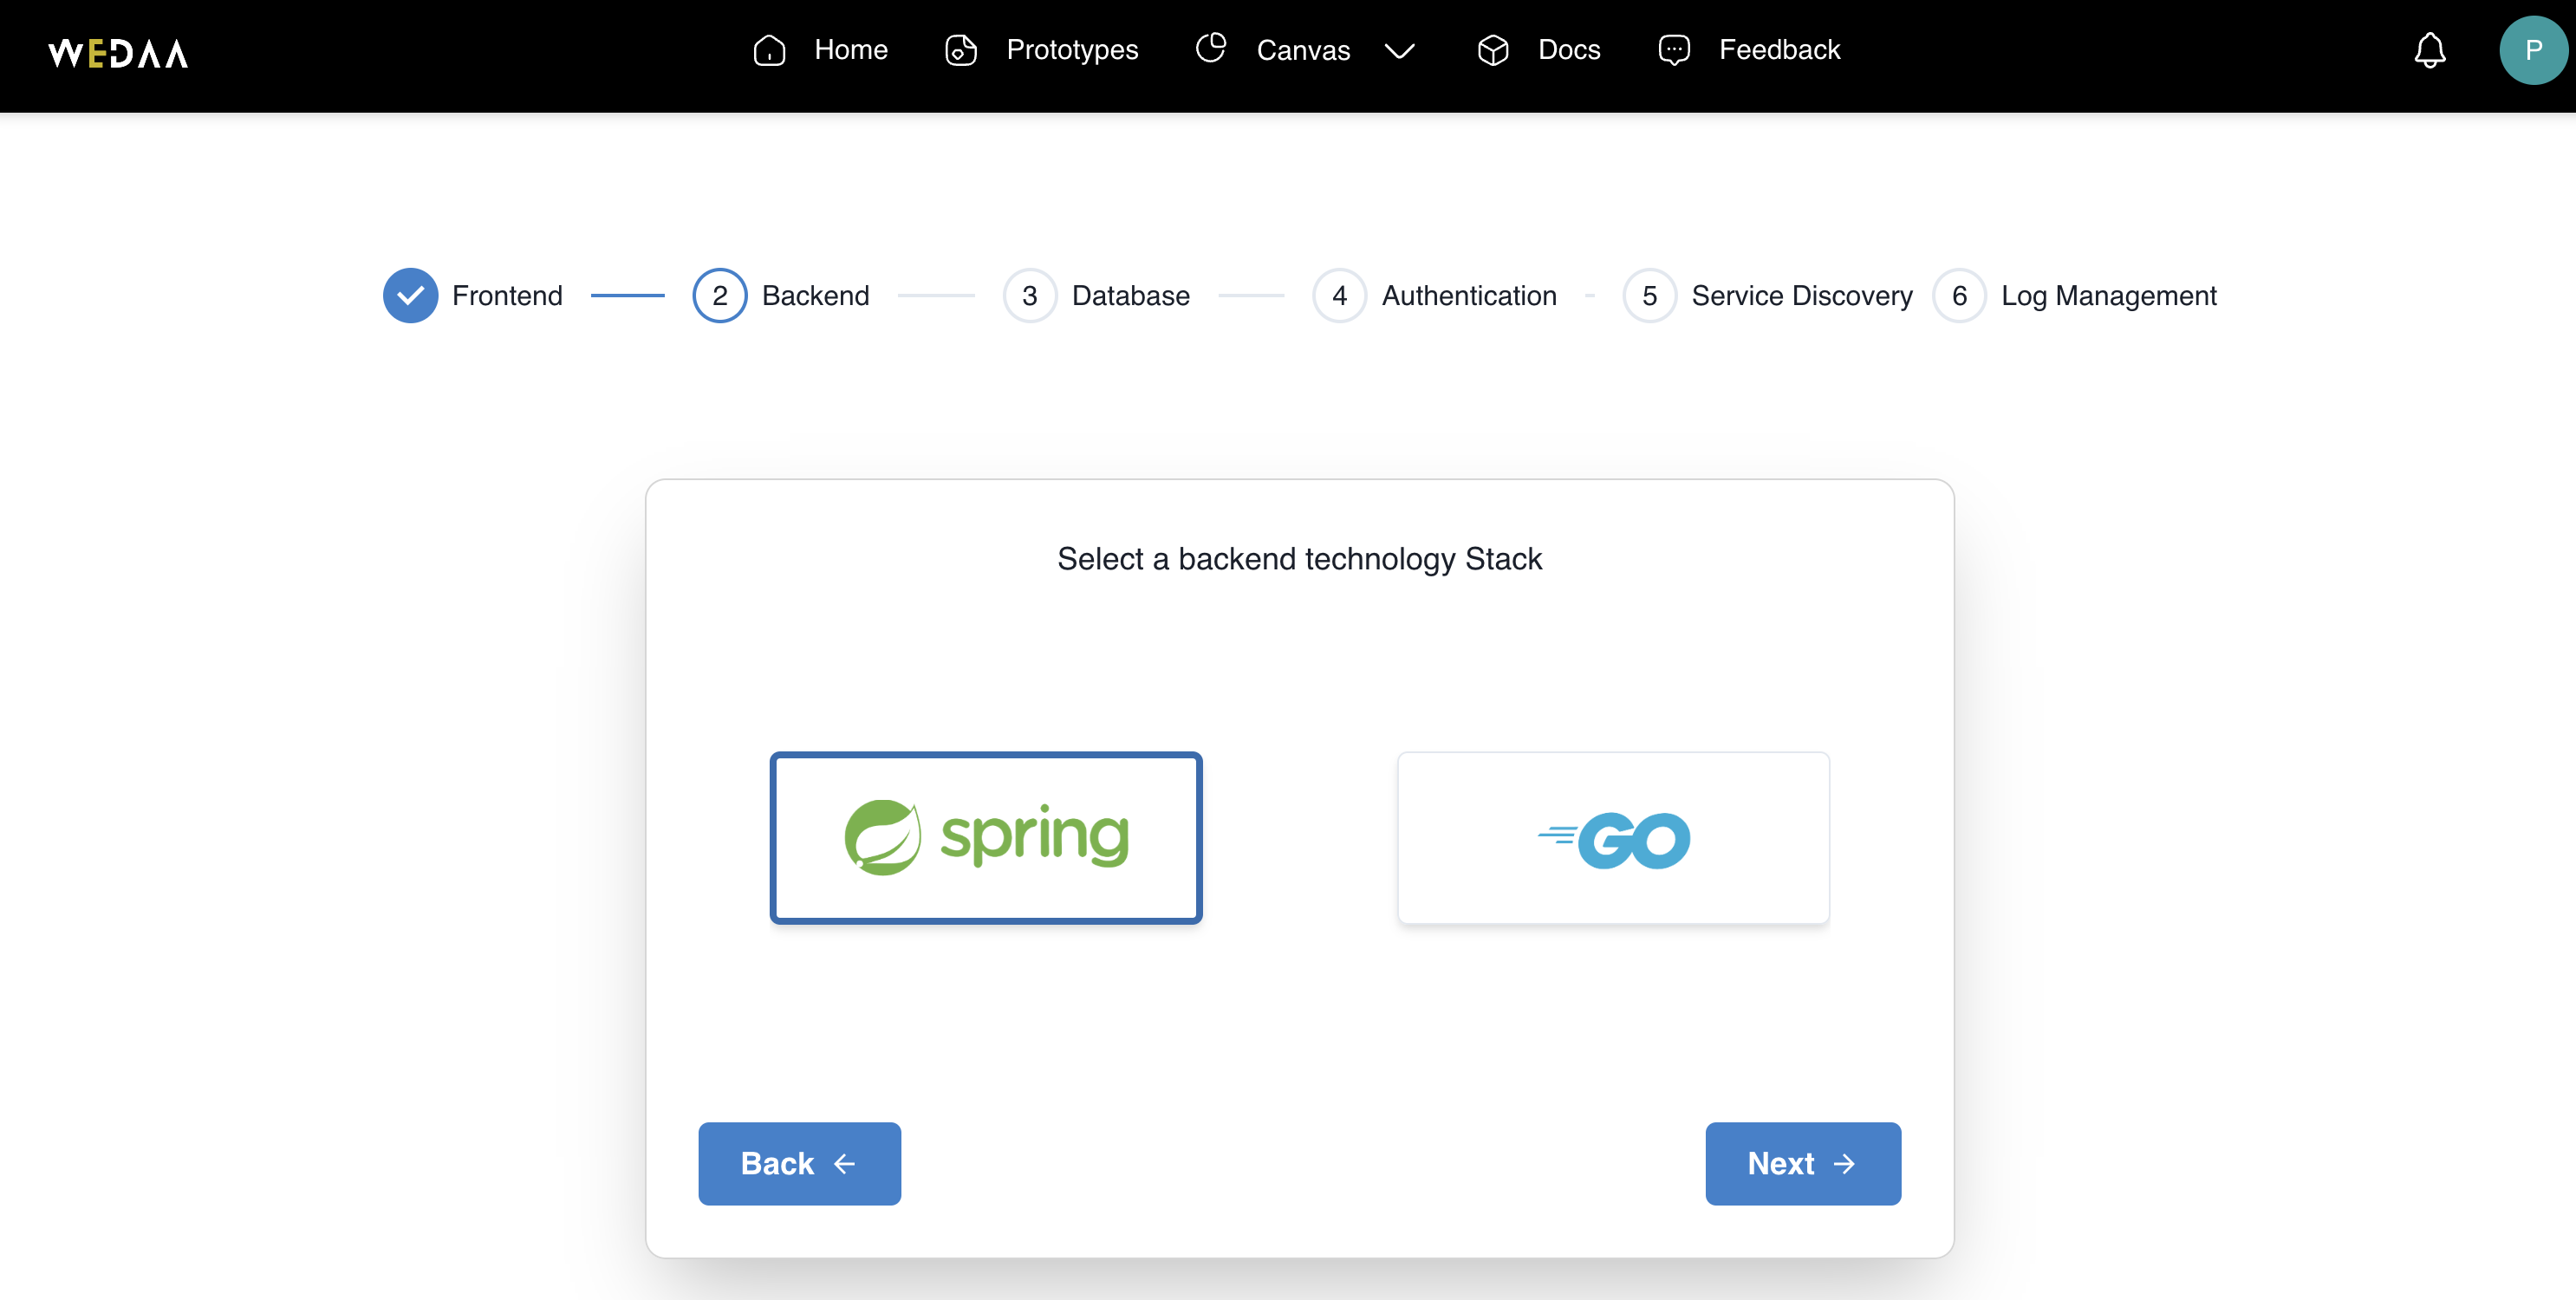 WEDAA
Home Prototypes Canvas Docs Feedback P
Frontend 2 Backend 3 Database 4 Authentication 5 Service Discovery 6 Log Management
Select a backend technology Stack
spring GO
Back Next